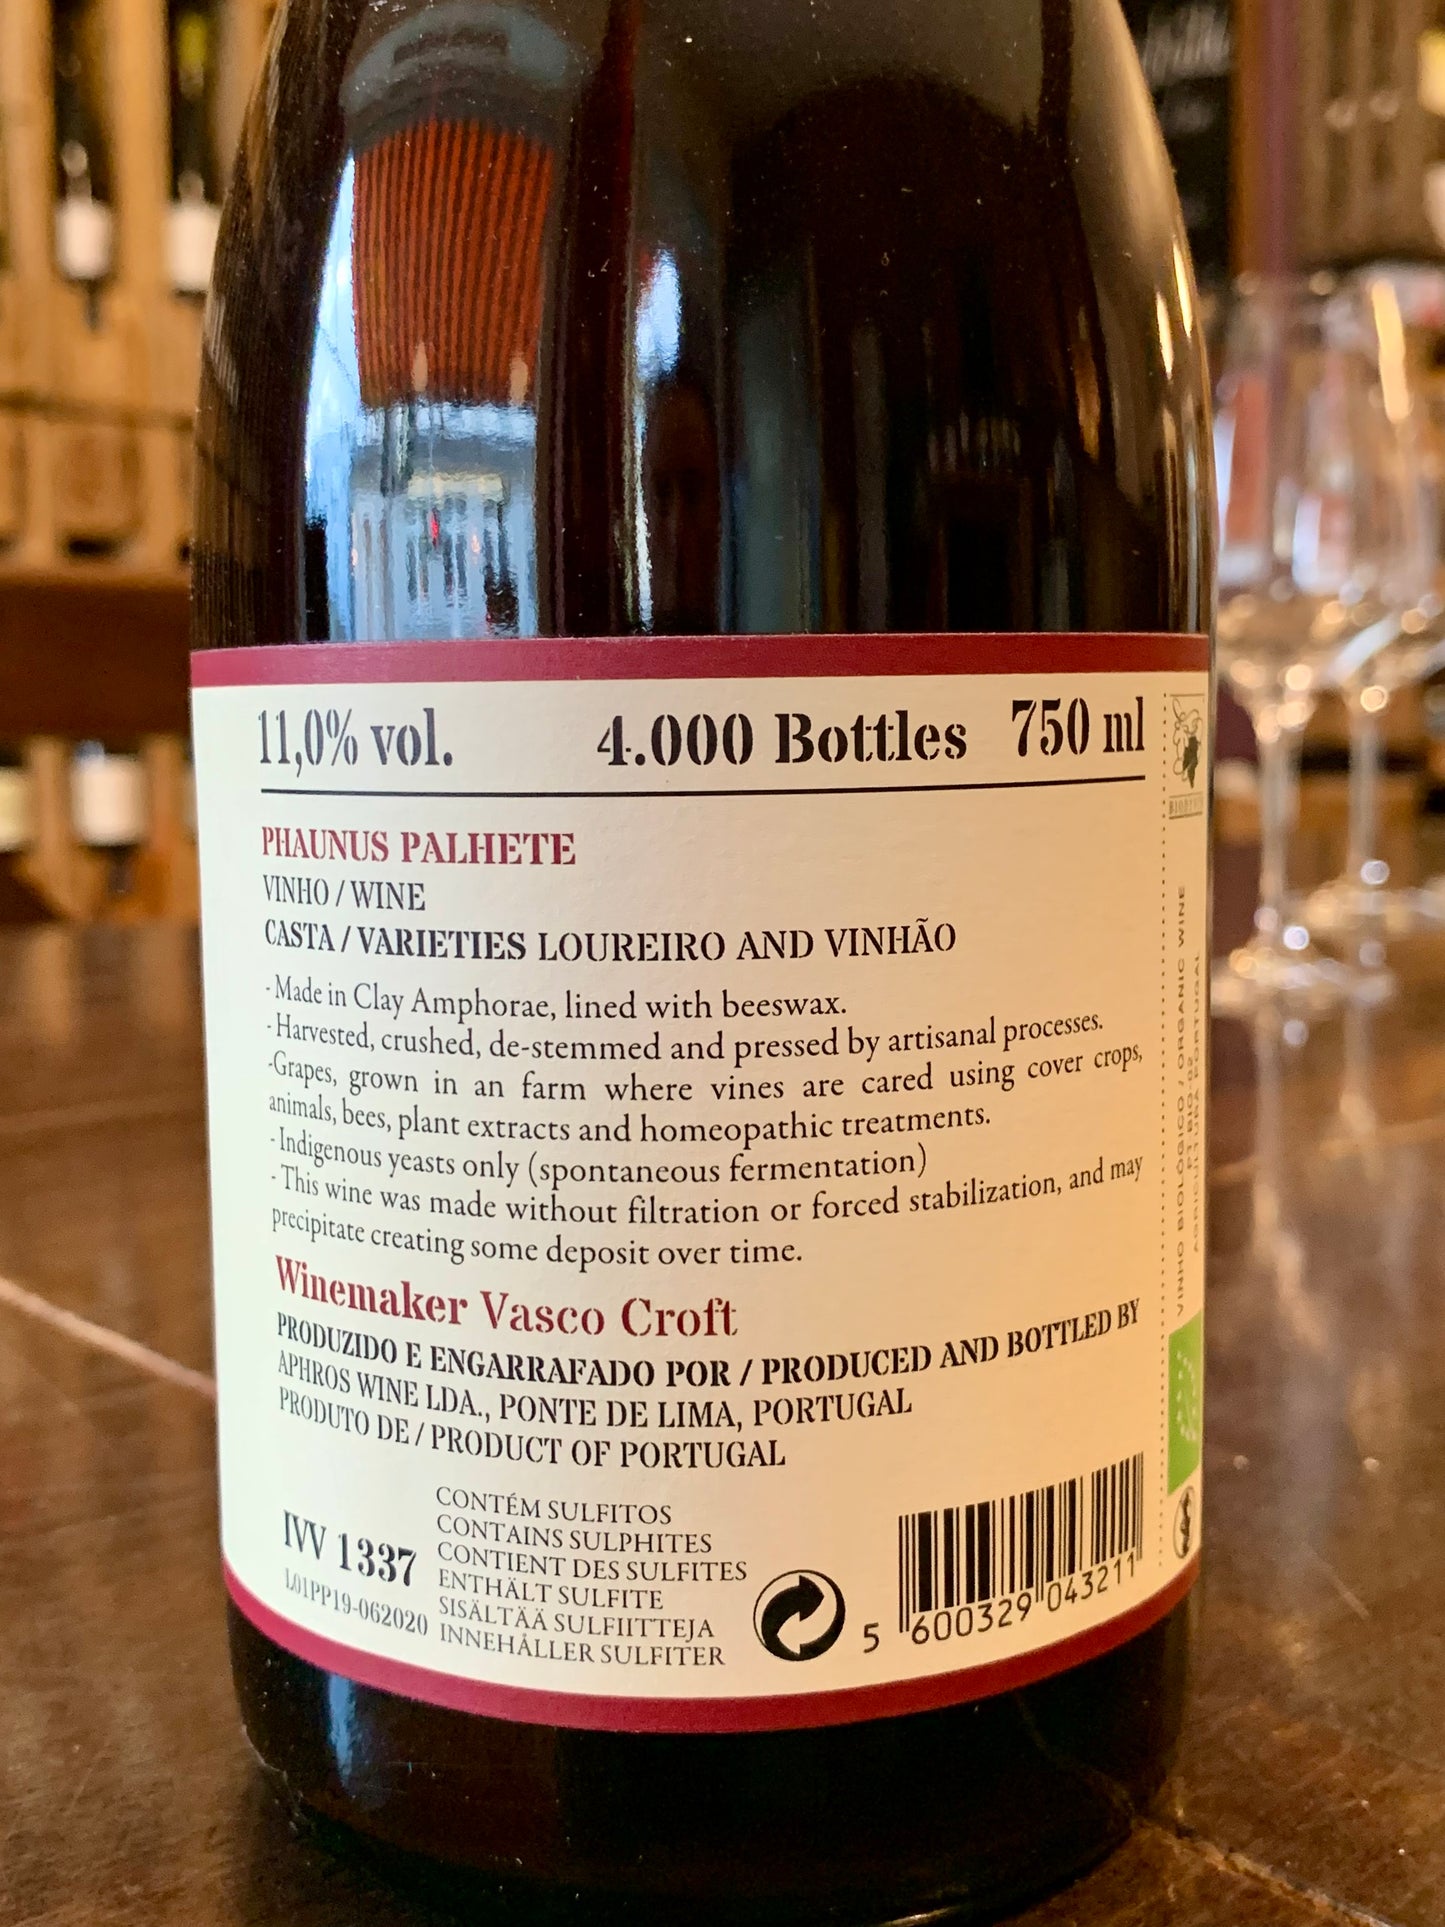 11,0% vol. 4.000 Bottles 750 ml
PHAUNUS PALHETE
VINHO / WINE
CASTA / VARIETIES LOUREIRO AND VINHÃO
- Made in Clay Amphorae, lined with beeswax.
- Harvested, crushed, de-stemmed and pressed by artisanal processes.
-Grapes, grown in an farm where vines are cared using cover crops,
animals, bees, plant extracts and homeopathic treatments.
- Indigenous yeasts only (spontaneous fermentation)
- This wine was made without filtration or forced stabilization, and may
precipitate creating some deposit over time.
Winemaker Vasco Croft
PRODUZIDO E ENGARRAFADO POR / PRODUCED AND BOTTLED BY
APHROS WINE LDA., PONTE DE LIMA, PORTUGAL
PRODUTO DE / PRODUCT OF PORTUGAL
IVV 1337
L01PP19-062020
CONTÉM SULFITOS
CONTAINS SULPHITES
CONTIENT DES SULFITES
ENTHÄLT SULFITE
SISÄLTÄÄ SULFIITTEJA
INNEHÅLLER SULFITER
5 600329 043211
VINHO BIOLÓGICO / ORGANIC WINE
AGRICULTURA PORTUGAL